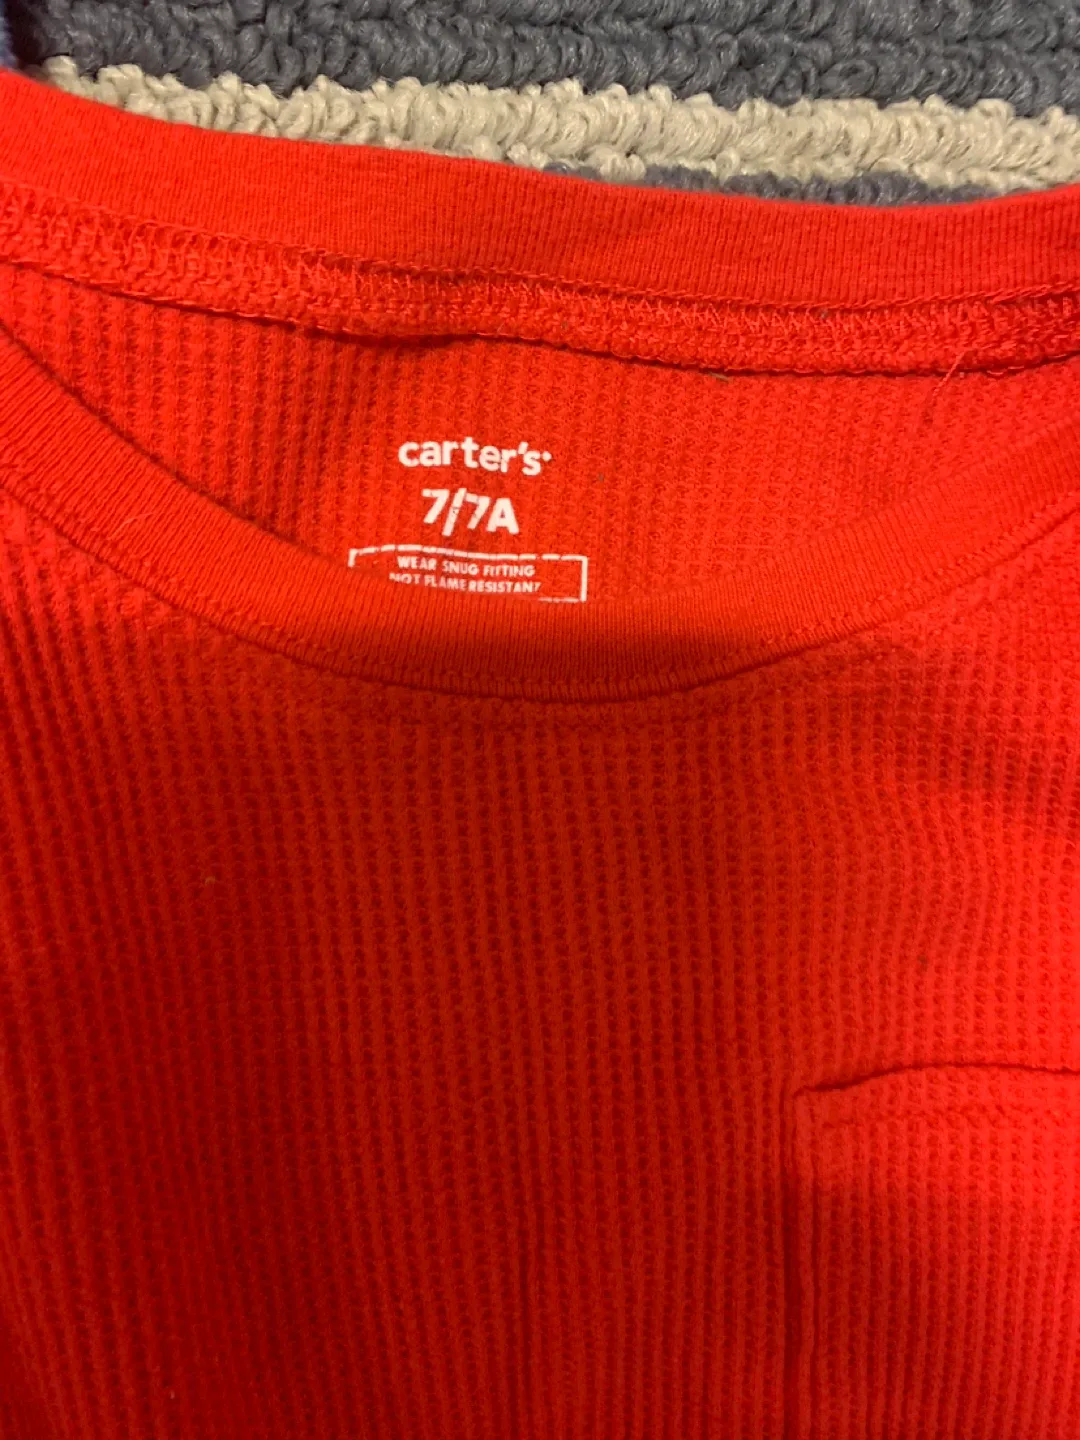 carter's
7/7A
WEAR SNUG FITTING
NOT FLAME RESISTANT